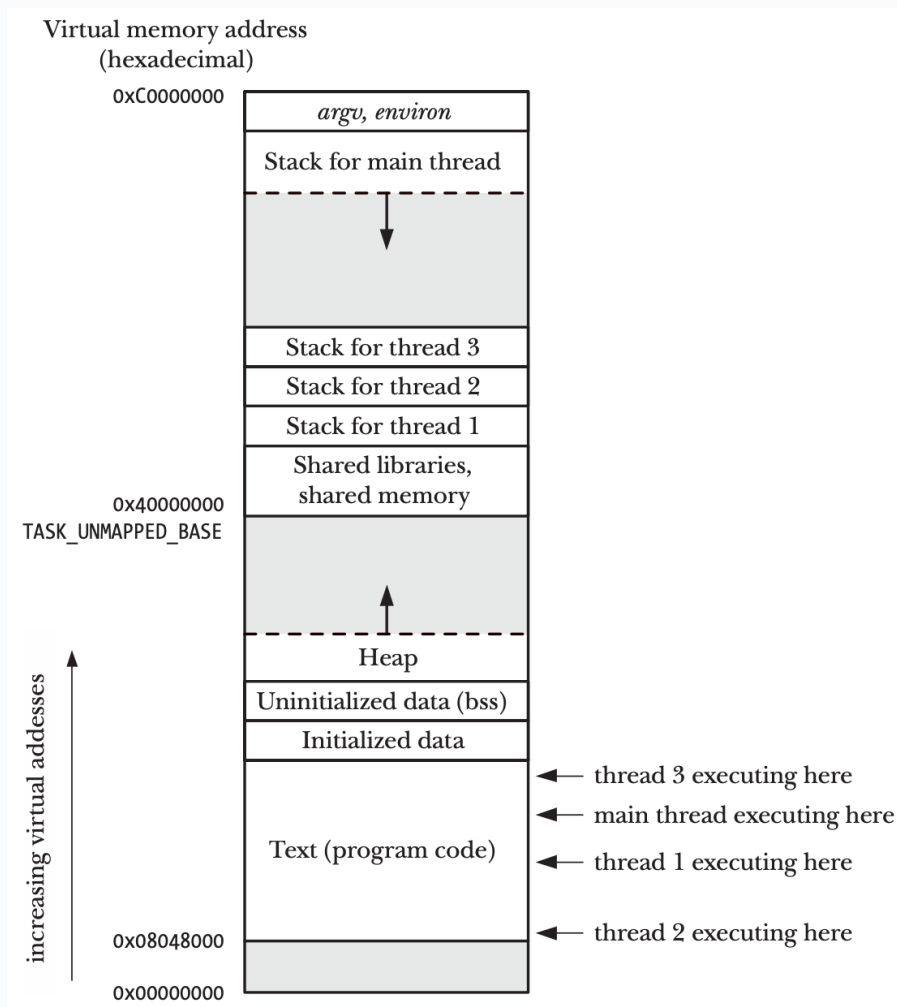 Virtual memory address
(hexadecimal)
0xC0000000
argv, environ
Stack for main thread
Stack for thread 3
Stack for thread 2
Stack for thread 1
Shared libraries,
shared memory
0x40000000
TASK_UNMAPPED_BASE
Heap
Uninitialized data (bss)
Initialized data
thread 3 executing here
main thread executing here
Text (program code)
thread 1 executing here
thread 2 executing here
0x08048000
0x00000000
increasing virtual addesses